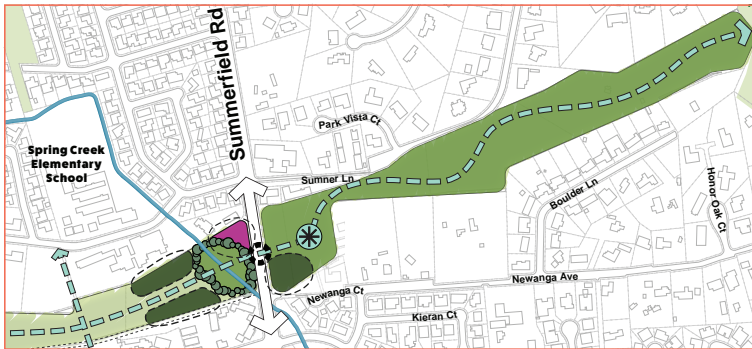 Summerfield Rd
Park Vista Ct
Spring Creek
Elementary
School
Sumner Ln
Boulder Ln
Honor Oak Ct
Newanga Ave
Newanga Ct
Kieran Ct